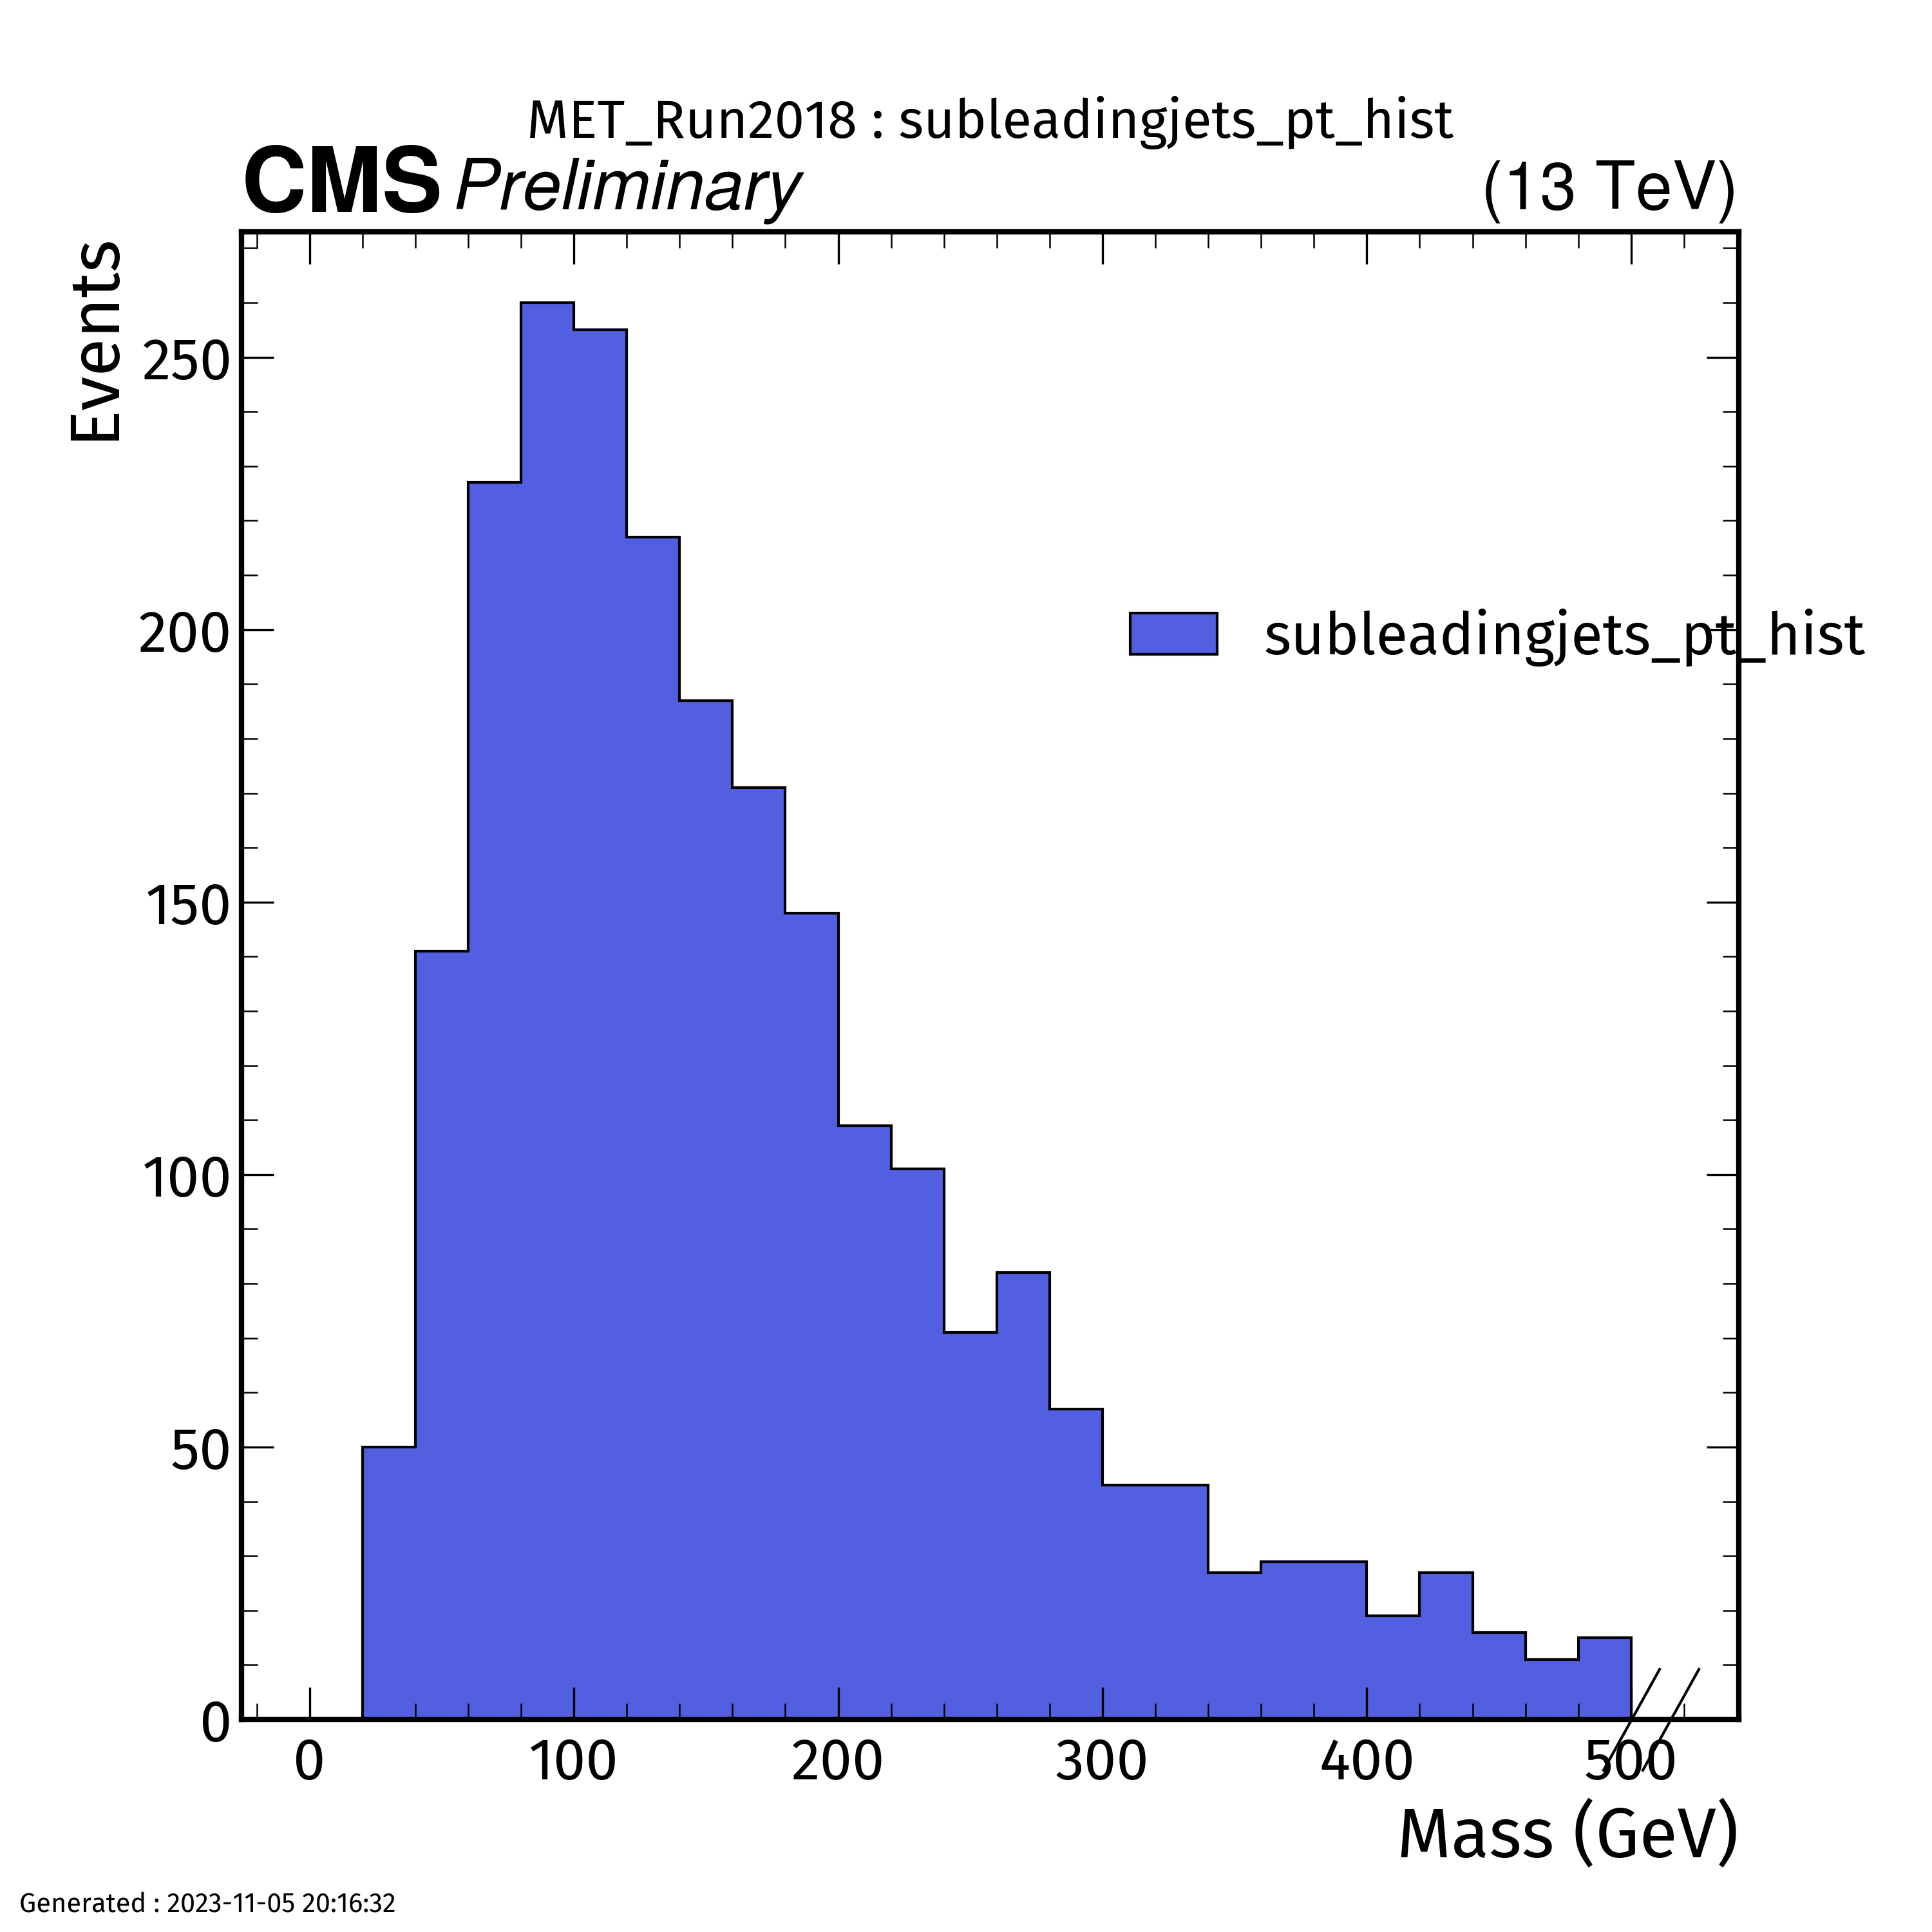 MET_Run2018 : subleadingjets_pt_hist
CMS Preliminary (13 TeV)
Events
250
200
150
100
50
0
subleadingjets_pt_hist
0 100 200 300 400 500
Mass (GeV)
Generated : 2023-11-05 20:16:32